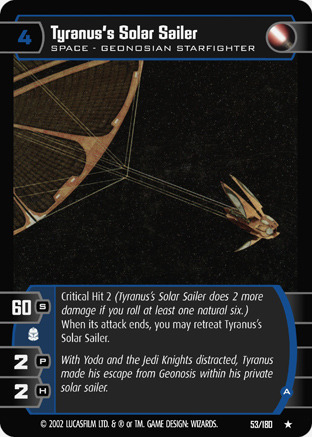 4
Tyranus's Solar Sailer
SPACE - GEONOSIAN STARFIGHTER
60 S
Critical Hit 2 (Tyranus's Solar Sailer does 2 more
damage if you roll at least one natural six.)
When its attack ends, you may retreat Tyranus's
Solar Sailer.
2 P
With Yoda and the Jedi Knights distracted, Tyranus
made his escape from Geonosis within his private
solar sailer.
2 H
A
© 2002 LUCASFILM LTD. & ® or TM. GAME DESIGN: WIZARDS.
53/180 ★